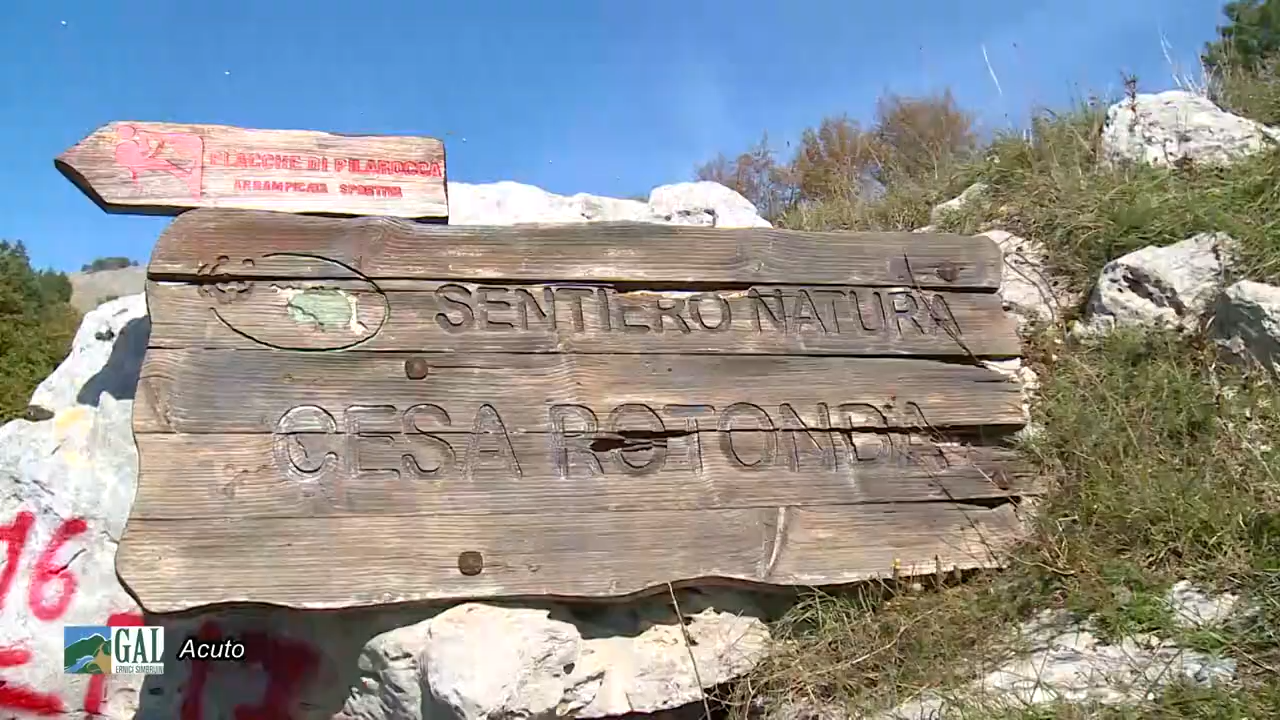 PLACCHE DI PILAROCCA
ARRAMPICATA SPORTIVA
SENTIERO NATURA
CESA ROTONDA
16
GAL
ERNICI SIMBRUINI
Acuto